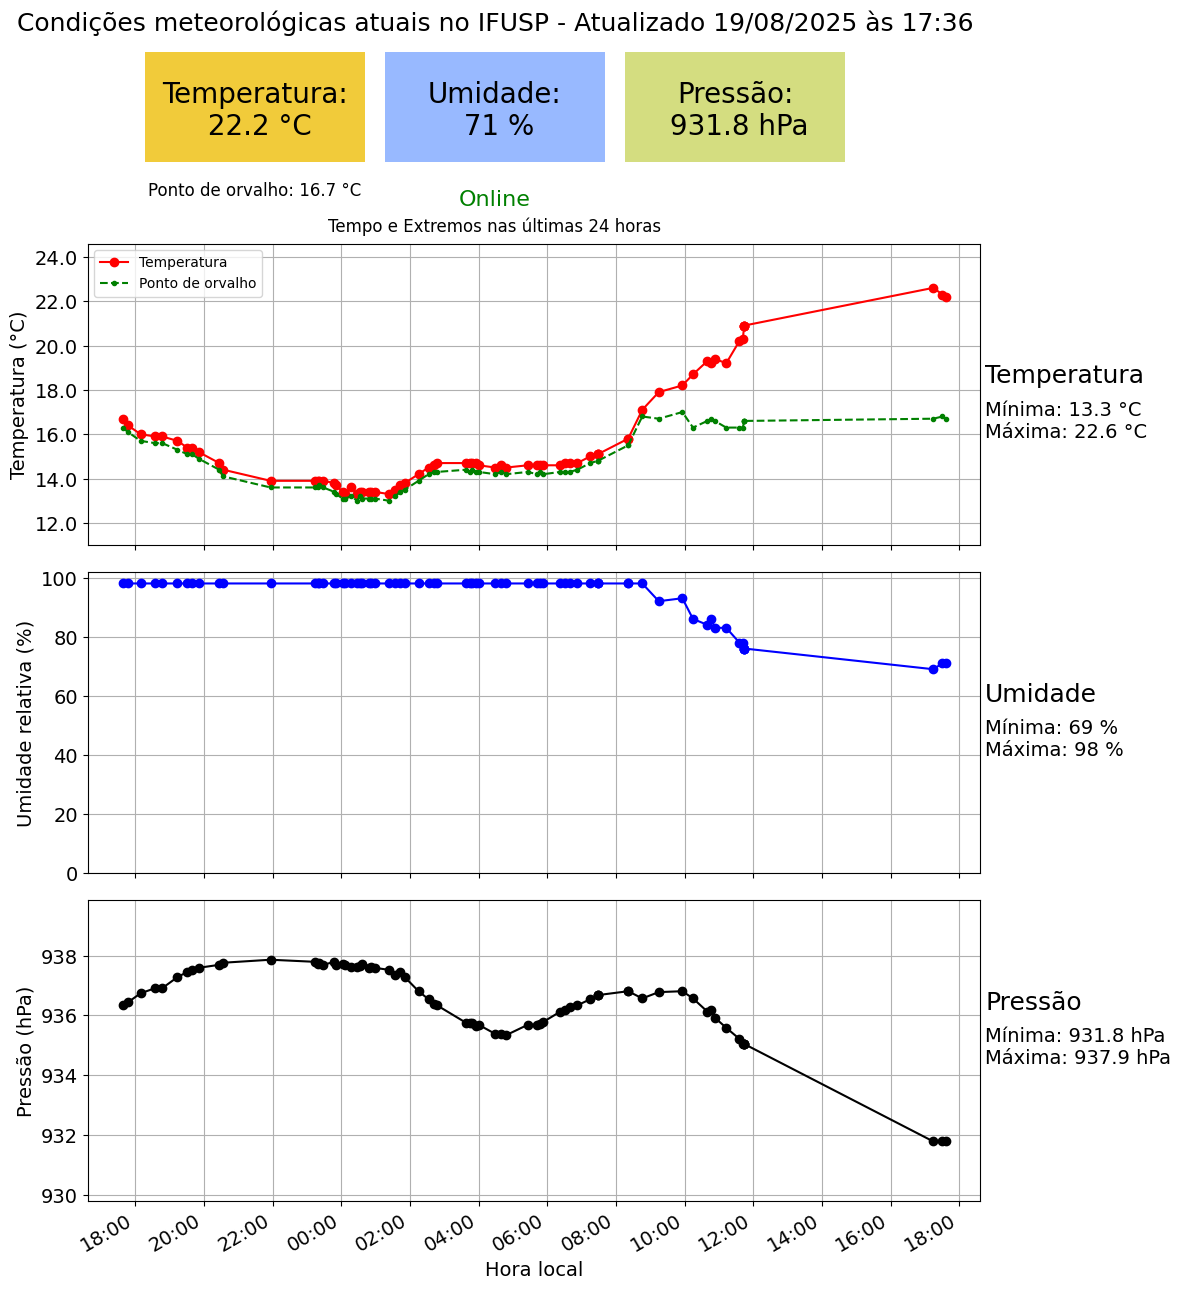 Condições meteorológicas atuais no IFUSP - Atualizado 19/08/2025 às 17:36
Temperatura:
22.2 °C
Umidade:
71 %
Pressão:
931.8 hPa
Ponto de orvalho: 16.7 °C
Online
Tempo e Extremos nas últimas 24 horas
Temperatura
Ponto de orvalho
Temperatura (°C)
24.0
22.0
20.0
18.0
16.0
14.0
12.0
Temperatura
Mínima: 13.3 °C
Máxima: 22.6 °C
Umidade relativa (%)
100
80
60
40
20
0
Umidade
Mínima: 69 %
Máxima: 98 %
Pressão (hPa)
938
936
934
932
930
Pressão
Mínima: 931.8 hPa
Máxima: 937.9 hPa
18:00
20:00
22:00
00:00
02:00
04:00
06:00
08:00
10:00
12:00
14:00
16:00
18:00
Hora local